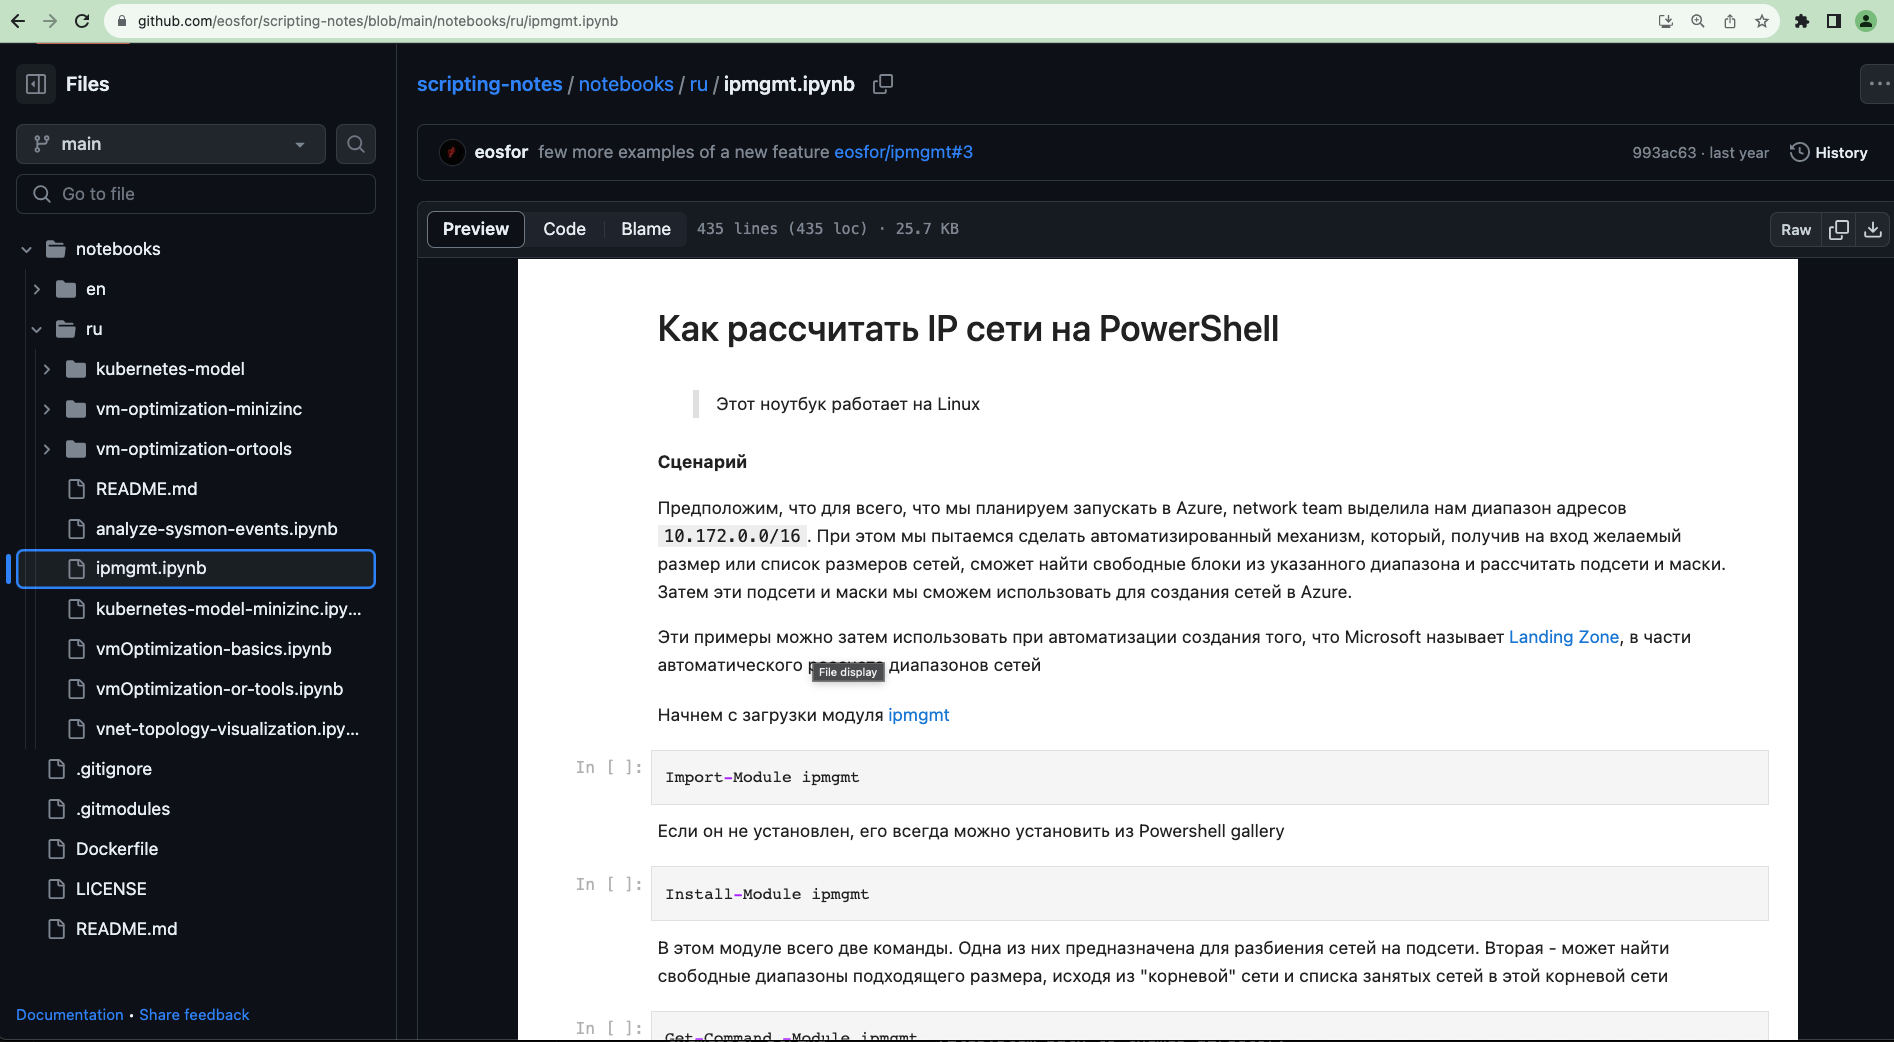 github.com/eosfor/scripting-notes/blob/main/notebooks/ru/ipmgmt.ipynb
Files
main
Go to file
notebooks
en
ru
kubernetes-model
vm-optimization-minizinc
vm-optimization-ortools
README.md
analyze-sysmon-events.ipynb
ipmgmt.ipynb
kubernetes-model-minizinc.ipy...
vmOptimization-basics.ipynb
vmOptimization-or-tools.ipynb
vnet-topology-visualization.ipy...
.gitignore
.gitmodules
Dockerfile
LICENSE
README.md
Documentation • Share feedback
scripting-notes / notebooks / ru / ipmgmt.ipynb
eosfor few more examples of a new feature eosfor/ipmgmt#3
993ac63 · last year
History
Preview Code Blame 435 lines (435 loc) · 25.7 KB
Raw
Как рассчитать IP сети на PowerShell
Этот ноутбук работает на Linux
Сценарий
Предположим, что для всего, что мы планируем запускать в Azure, network team выделила нам диапазон адресов
10.172.0.0/16 . При этом мы пытаемся сделать автоматизированный механизм, который, получив на вход желаемый
размер или список размеров сетей, сможет найти свободные блоки из указанного диапазона и рассчитать подсети и маски.
Затем эти подсети и маски мы сможем использовать для создания сетей в Azure.
Эти примеры можно затем использовать при автоматизации создания того, что Microsoft называет Landing Zone, в части
автоматического диапазонов сетей
File display
Начнем с загрузки модуля ipmgmt
In [ ]:
Import-Module ipmgmt
Если он не установлен, его всегда можно установить из Powershell gallery
In [ ]:
Install-Module ipmgmt
В этом модуле всего две команды. Одна из них предназначена для разбиения сетей на подсети. Вторая - может найти
свободные диапазоны подходящего размера, исходя из "корневой" сети и списка занятых сетей в этой корневой сети
In [ ]:
Get-Command -Module ipmgmt